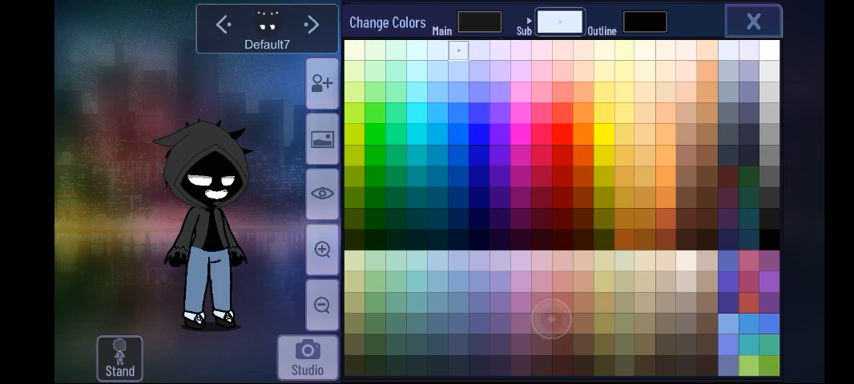 Change Colors
Main
Sub
Outline
X
Default7
Stand
Studio